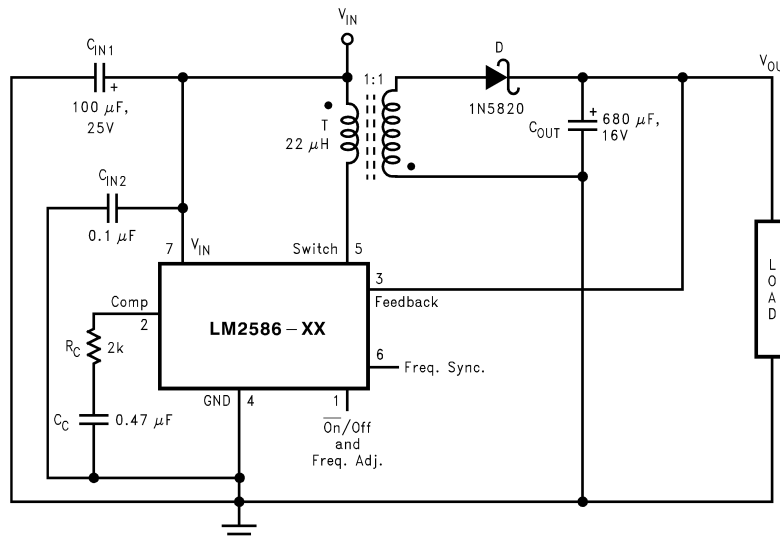 V_IN
C_IN1
+
100 μF,
25V
1:1
D
1N5820
V_OU
T
22 μH
+
C_OUT
680 μF,
16V
C_IN2
0.1 μF
7
V_IN
Switch
5
Comp
2
3
Feedback
LM2586-XX
L
O
A
D
R_C
2k
6
Freq. Sync.
GND
4
1
C_C
0.47 μF
O̅n̅/Off
and
Freq. Adj.